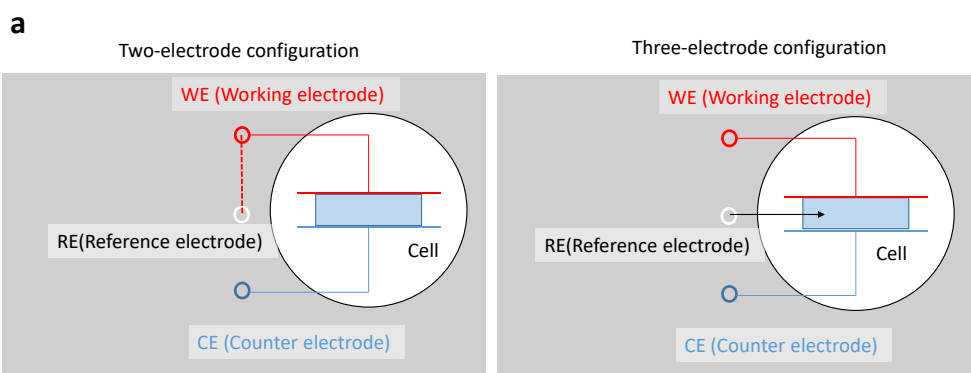 a
Two-electrode configuration
Three-electrode configuration
WE (Working electrode)
RE(Reference electrode)
Cell
CE (Counter electrode)
WE (Working electrode)
RE(Reference electrode)
Cell
CE (Counter electrode)